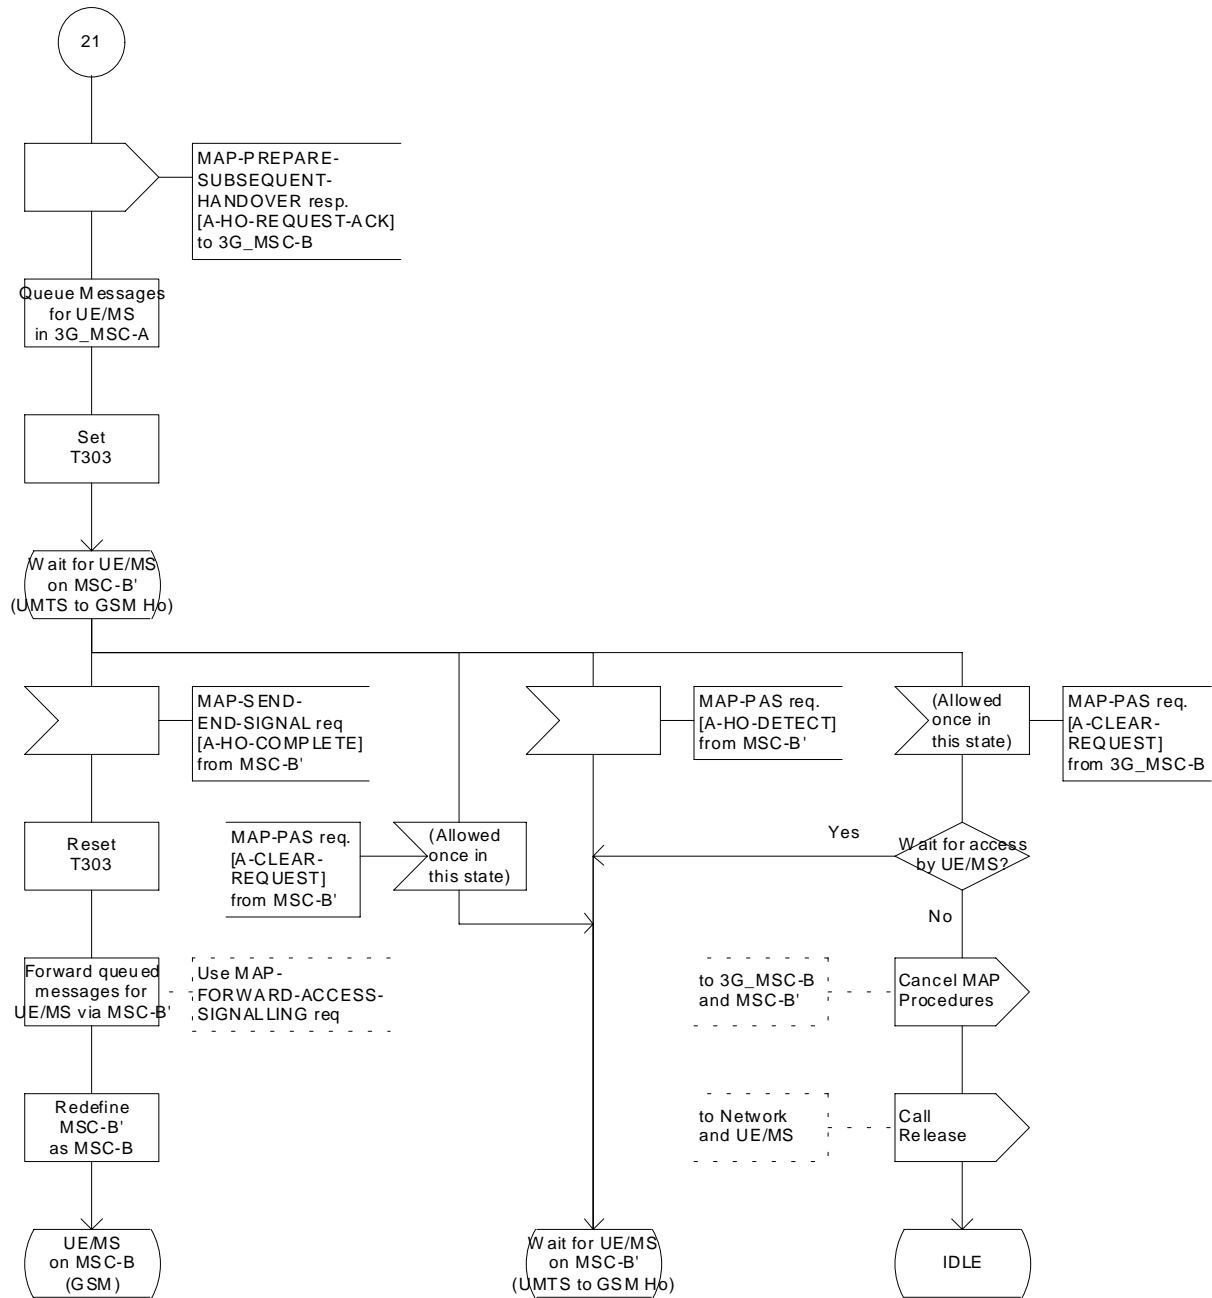 21
MAP-PREPARE-
SUBSEQUENT-
HANDOVER resp.
[A-HO-REQUEST-ACK]
to 3G_MSC-B
Queue Messages
for UE/MS
in 3G_MSC-A
Set
T303
Wait for UE/MS
on MSC-B'
(UMTS to GSM Ho)
MAP-SEND-
END-SIGNAL req
[A-HO-COMPLETE]
from MSC-B'
MAP-PAS req.
[A-HO-DETECT]
from MSC-B'
(Allowed
once in
this state)
MAP-PAS req.
[A-CLEAR-
REQUEST]
from 3G_MSC-B
Reset
T303
MAP-PAS req.
[A-CLEAR-
REQUEST]
from MSC-B'
(Allowed
once in
this state)
Yes
Wait for access
by UE/MS?
No
Forward queued
messages for
UE/MS via MSC-B'
Use MAP-
FORWARD-ACCESS-
SIGNALLING req
to 3G_MSC-B
and MSC-B'
Cancel MAP
Procedures
Redefine
MSC-B'
as MSC-B
to Network
and UE/MS
Call
Release
UE/MS
on MSC-B
(GSM)
Wait for UE/MS
on MSC-B'
(UMTS to GSM Ho)
IDLE